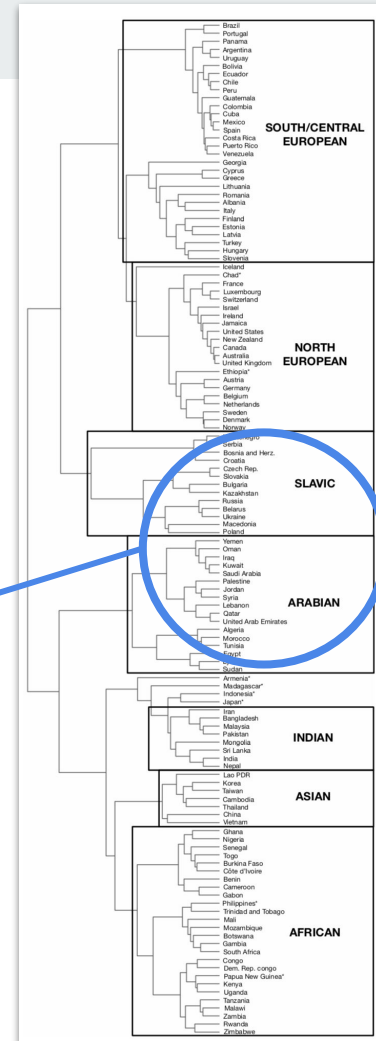 Brazil
Portugal
Panama
Argentina
Uruguay
Bolivia
Ecuador
Chile
Peru
Guatemala
Colombia
Cuba
Mexico
Spain
Costa Rica
Puerto Rico
Venezuela
SOUTH/CENTRAL
EUROPEAN
Georgia
Cyprus
Greece
Lithuania
Romania
Albania
Italy
Finland
Estonia
Latvia
Turkey
Hungary
Slovenia
Iceland
Chad*
France
Luxembourg
Switzerland
Israel
Ireland
Jamaica
United States
New Zealand
Canada
Australia
United Kingdom
NORTH
EUROPEAN
Ethiopia*
Austria
Germany
Belgium
Netherlands
Sweden
Denmark
Norway
Serbia
Bosnia and Herz.
Croatia
Czech Rep.
Slovakia
Bulgaria
Kazakhstan
SLAVIC
Russia
Belarus
Ukraine
Macedonia
Poland
Yemen
Oman
Iraq
Kuwait
Saudi Arabia
Palestine
Jordan
Syria
Lebanon
Qatar
United Arab Emirates
ARABIAN
Algeria
Morocco
Tunisia
Egypt
Sudan
Armenia*
Madagascar*
Indonesia*
Japan*
Iran
Bangladesh
Malaysia
Pakistan
Mongolia
Sri Lanka
India
Nepal
INDIAN
Lao PDR
Korea
Taiwan
Cambodia
Thailand
China
Vietnam
ASIAN
Ghana
Nigeria
Senegal
Togo
Burkina Faso
Côte d'Ivoire
Benin
Cameroon
Gabon
Philippines*
Trinidad and Tobago
Mali
Mozambique
Botswana
Gambia
South Africa
AFRICAN
Congo
Dem. Rep. congo
Papua New Guinea*
Kenya
Uganda
Tanzania
Malawi
Zambia
Rwanda
Zimbabwe